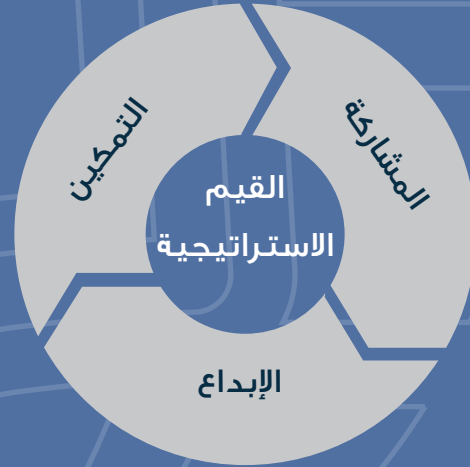 القيم
الاستراتيجية
المشاركة
الإبداع
التمكين